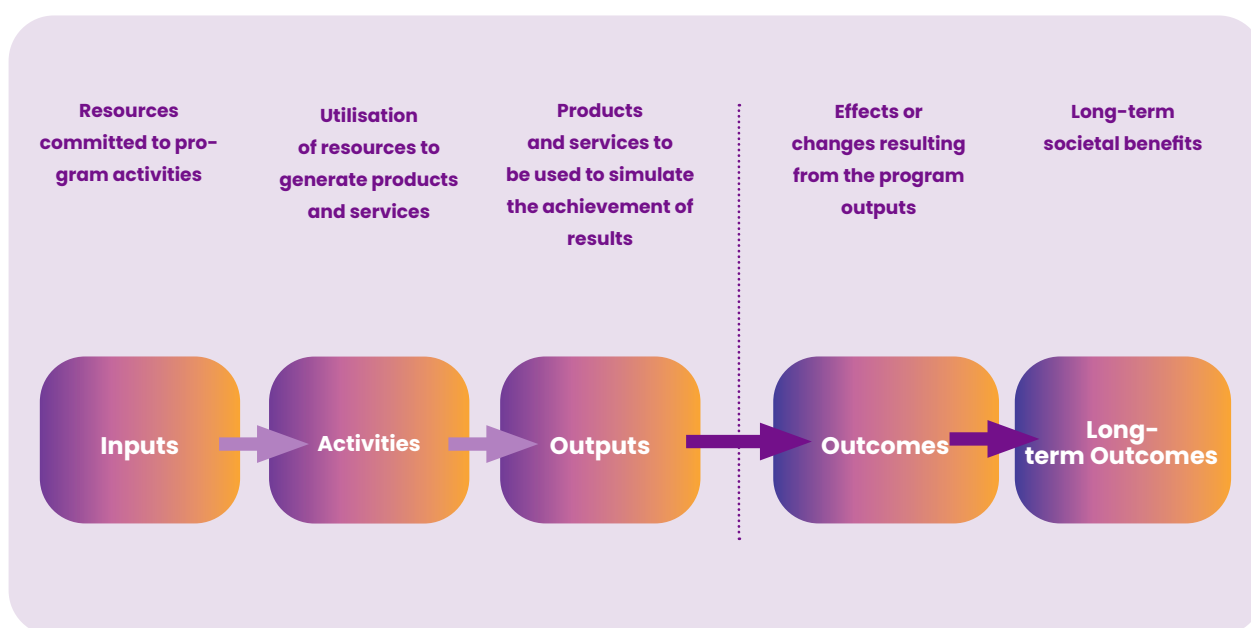 Resources
committed to pro-
gram activities
Utilisation
of resources to
generate products
and services
Products
and services to
be used to simulate
the achievement of
results
Effects or
changes resulting
from the program
outputs
Long-term
societal benefits
Inputs
Activities
Outputs
Outcomes
Long-
term Outcomes